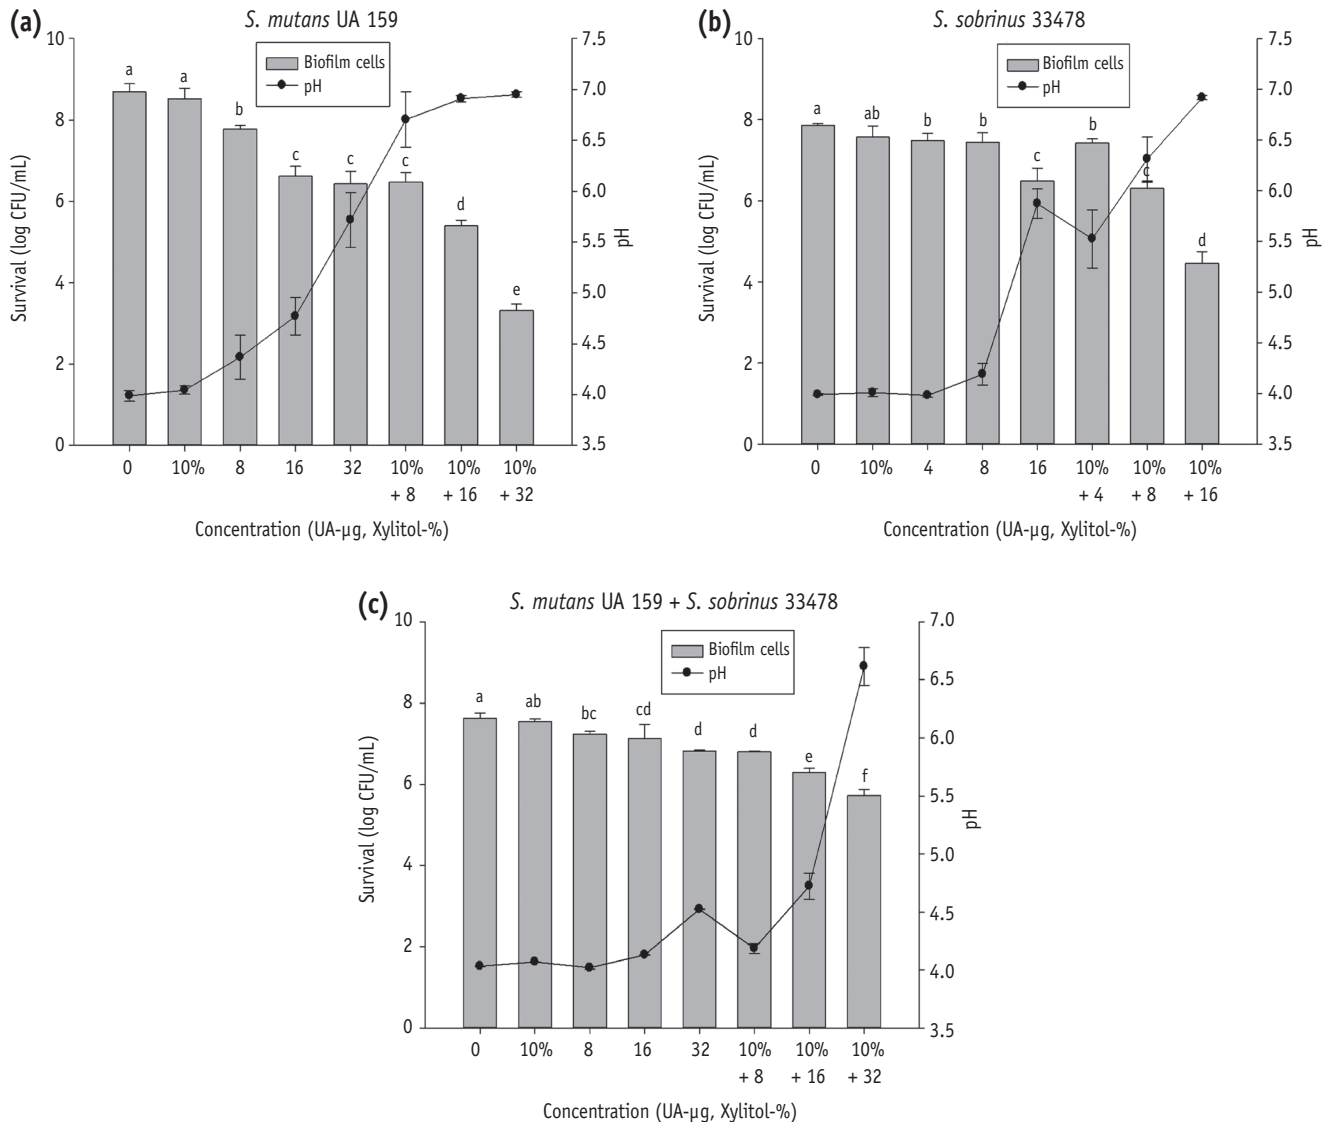 (a)
S. mutans UA 159
10
8
6
4
2
0
Survival (log CFU/mL)
Biofilm cells
pH
a a b c c c d e
7.5
7.0
6.5
6.0
5.5
5.0
4.5
4.0
3.5
pH
0 10% 8 16 32 10% + 8 10% + 16 10% + 32
Concentration (UA-µg, Xylitol-%)
(b)
S. sobrinus 33478
10
8
6
4
2
0
Survival (log CFU/mL)
Biofilm cells
pH
a ab b b c b c d
7.5
7.0
6.5
6.0
5.5
5.0
4.5
4.0
3.5
pH
0 10% 4 8 16 10% + 4 10% + 8 10% + 16
Concentration (UA-µg, Xylitol-%)
(c)
S. mutans UA 159 + S. sobrinus 33478
10
8
6
4
2
0
Survival (log CFU/mL)
Biofilm cells
pH
a ab bc cd d d e f
7.0
6.5
6.0
5.5
5.0
4.5
4.0
3.5
pH
0 10% 8 16 32 10% + 8 10% + 16 10% + 32
Concentration (UA-µg, Xylitol-%)